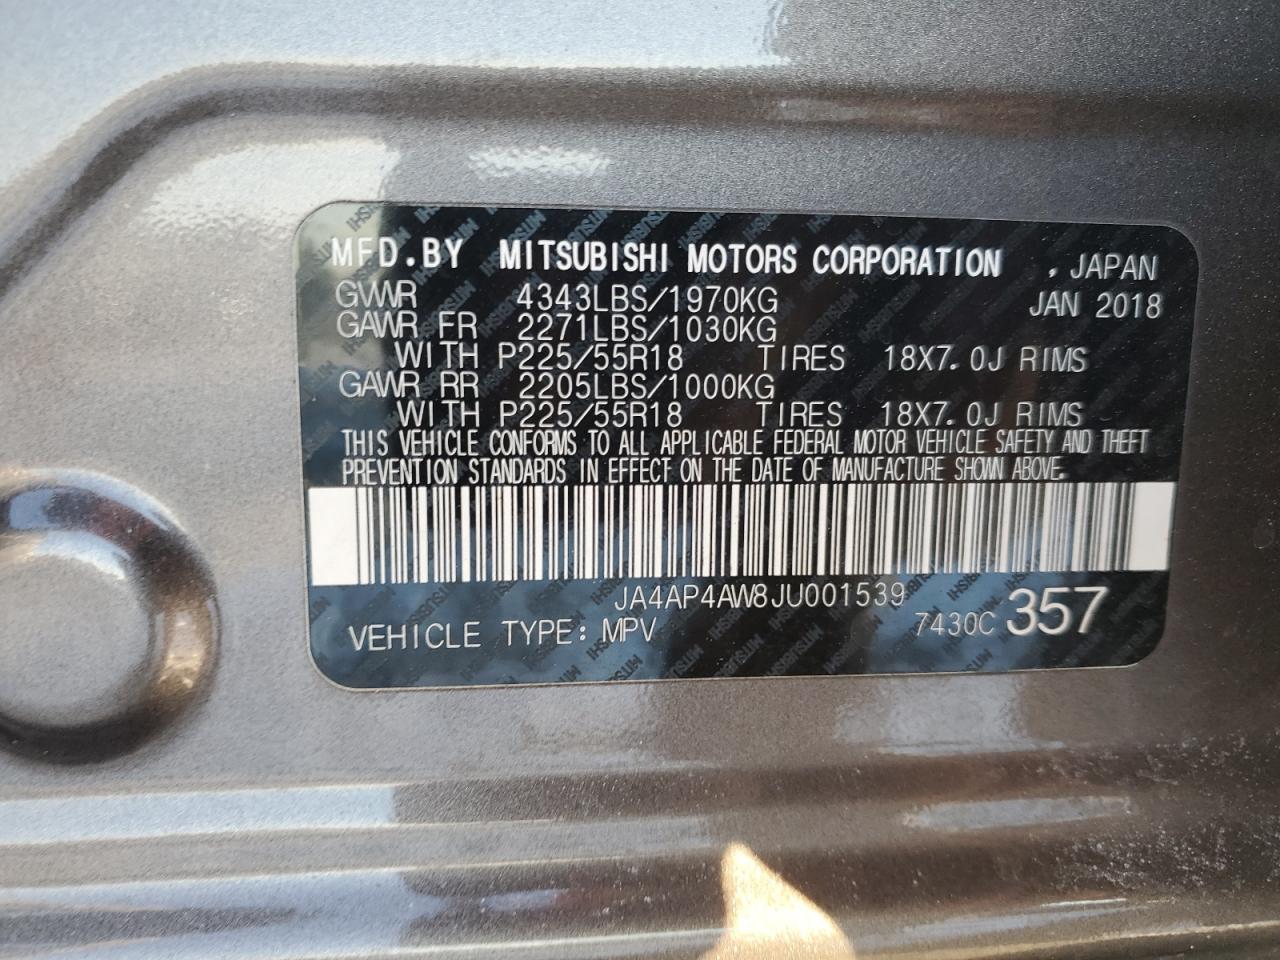 MFD.BY MITSUBISHI MOTORS CORPORATION , JAPAN
GVWR 4343LBS/1970KG JAN 2018
GAWR FR 2271LBS/1030KG
WITH P225/55R18 TIRES 18X7.0J RIMS
GAWR RR 2205LBS/1000KG
WITH P225/55R18 TIRES 18X7.0J RIMS
THIS VEHICLE CONFORMS TO ALL APPLICABLE FEDERAL MOTOR VEHICLE SAFETY AND THEFT
PREVENTION STANDARDS IN EFFECT ON THE DATE OF MANUFACTURE SHOWN ABOVE.
JA4AP4AW8JU001539
VEHICLE TYPE: MPV 7430C 357